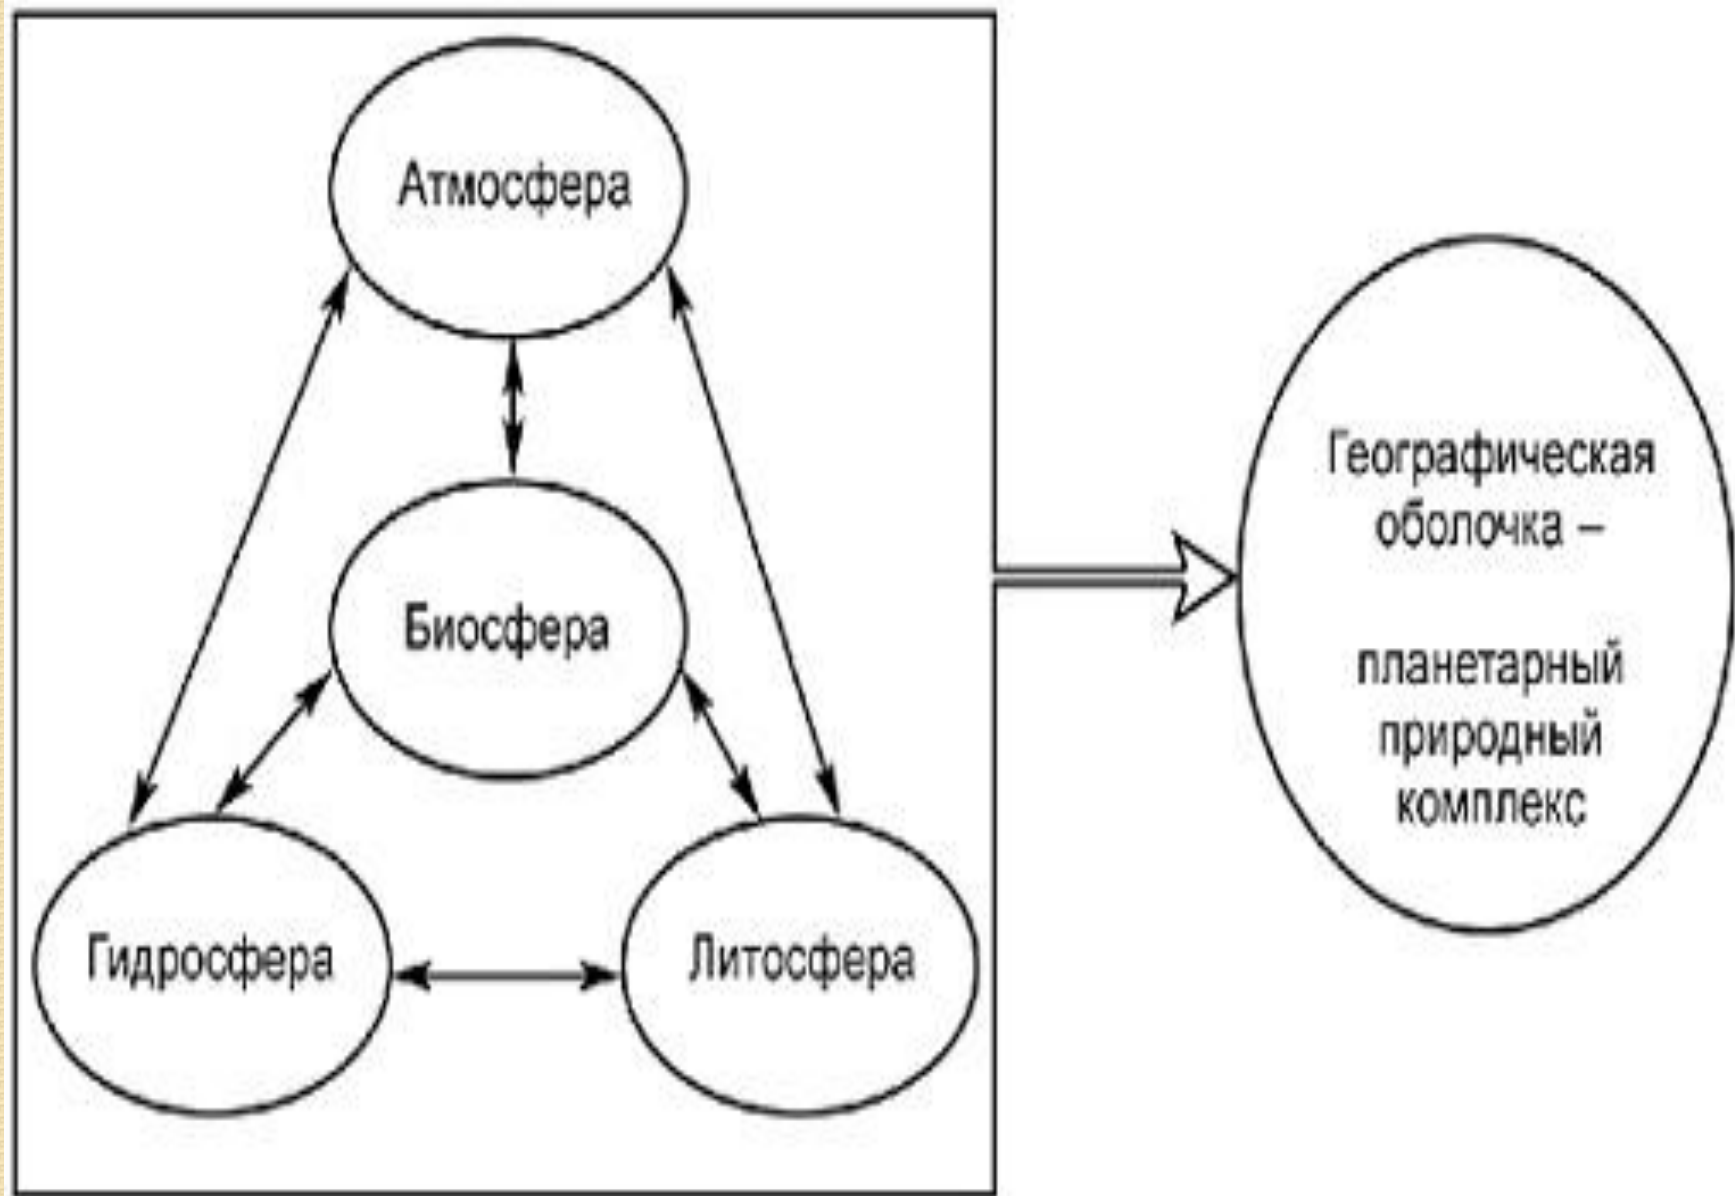 Атмосфера
Биосфера
Гидросфера
Литосфера
Географическая
оболочка –
планетарный
природный
комплекс